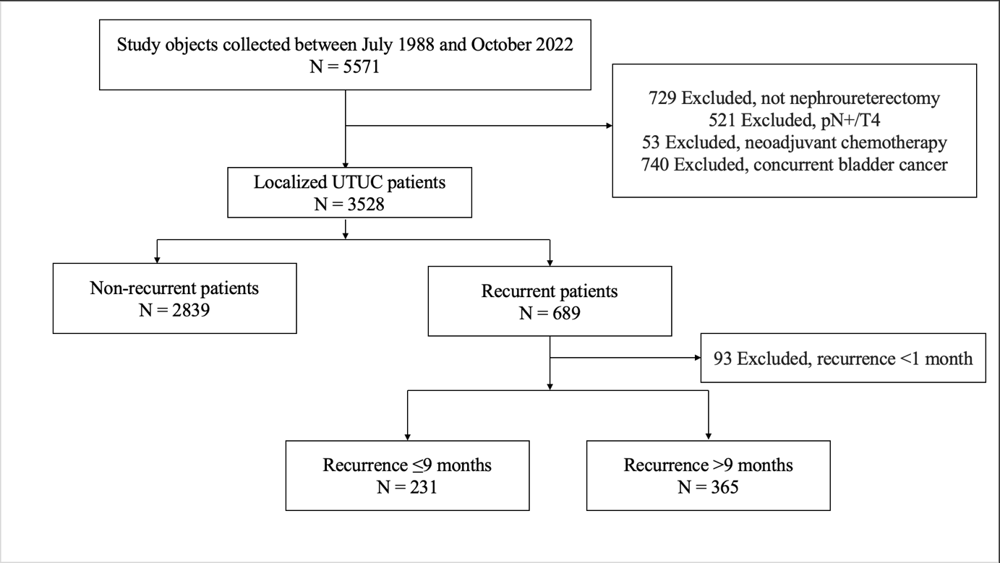 Study objects collected between July 1988 and October 2022
N = 5571
729 Excluded, not nephroureterectomy
521 Excluded, pN+/T4
53 Excluded, neoadjuvant chemotherapy
740 Excluded, concurrent bladder cancer
Localized UTUC patients
N = 3528
Non-recurrent patients
N = 2839
Recurrent patients
N = 689
93 Excluded, recurrence <1 month
Recurrence ≤9 months
N = 231
Recurrence >9 months
N = 365